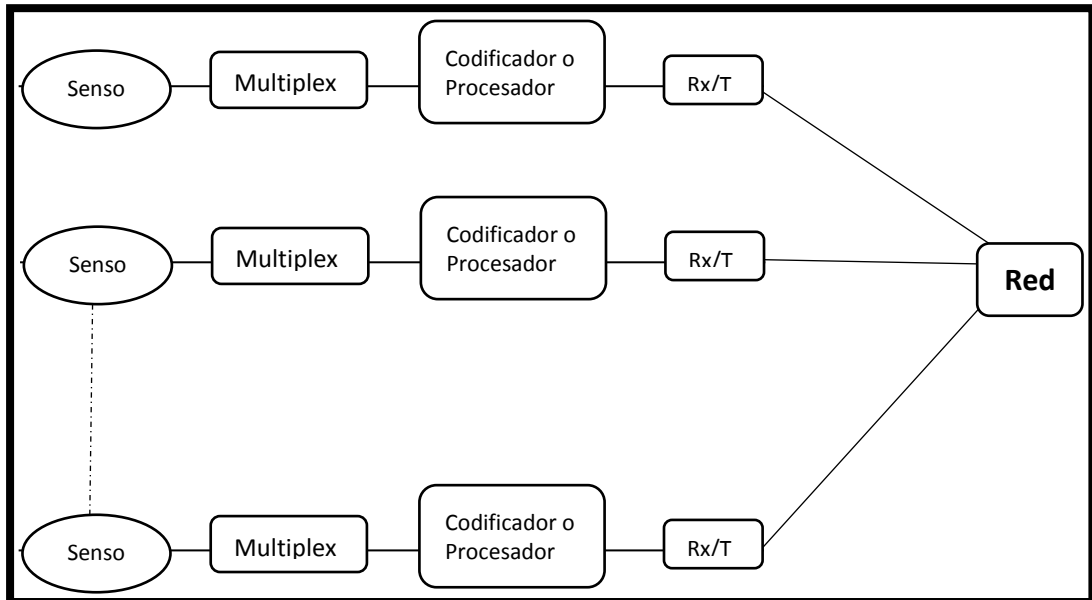 Senso
Multiplex
Codificador o
Procesador
Rx/T
Senso
Multiplex
Codificador o
Procesador
Rx/T
Red
Senso
Multiplex
Codificador o
Procesador
Rx/T